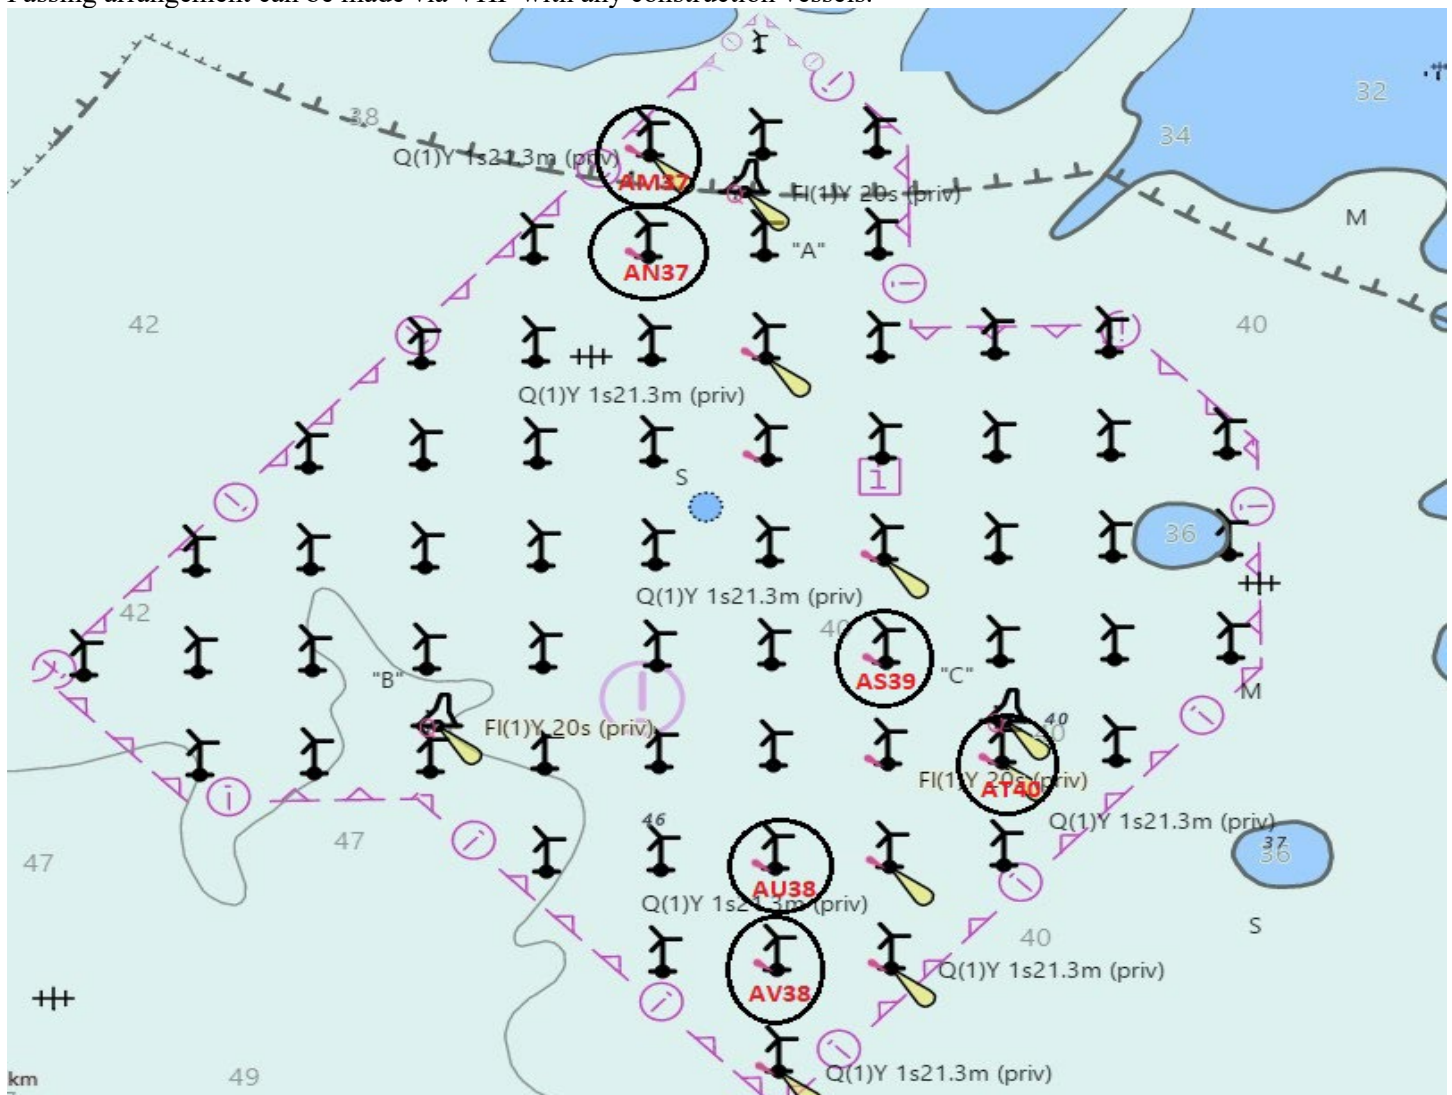 Passing arrangement can be made via VHF with any construction vessels.
32
38
34
Q(1)Y 1s21.3m (priv)
AM37
Fl(1)Y 20s (priv)
M
"A"
AN37
42
40
Q(1)Y 1s21.3m (priv)
S
i
36
Q(1)Y 1s21.3m (priv)
42
40
AS39
"C"
"B"
M
Fl(1)Y 20s (priv)
40
40
Fl(1)Y 20s (priv)
AT40
i
46
Q(1)Y 1s21.3m (priv)
47
37
36
47
AU38
Q(1)Y 1s21.3m (priv)
S
40
Q(1)Y 1s21.3m (priv)
AV38
49
km
Q(1)Y 1s21.3m (priv)